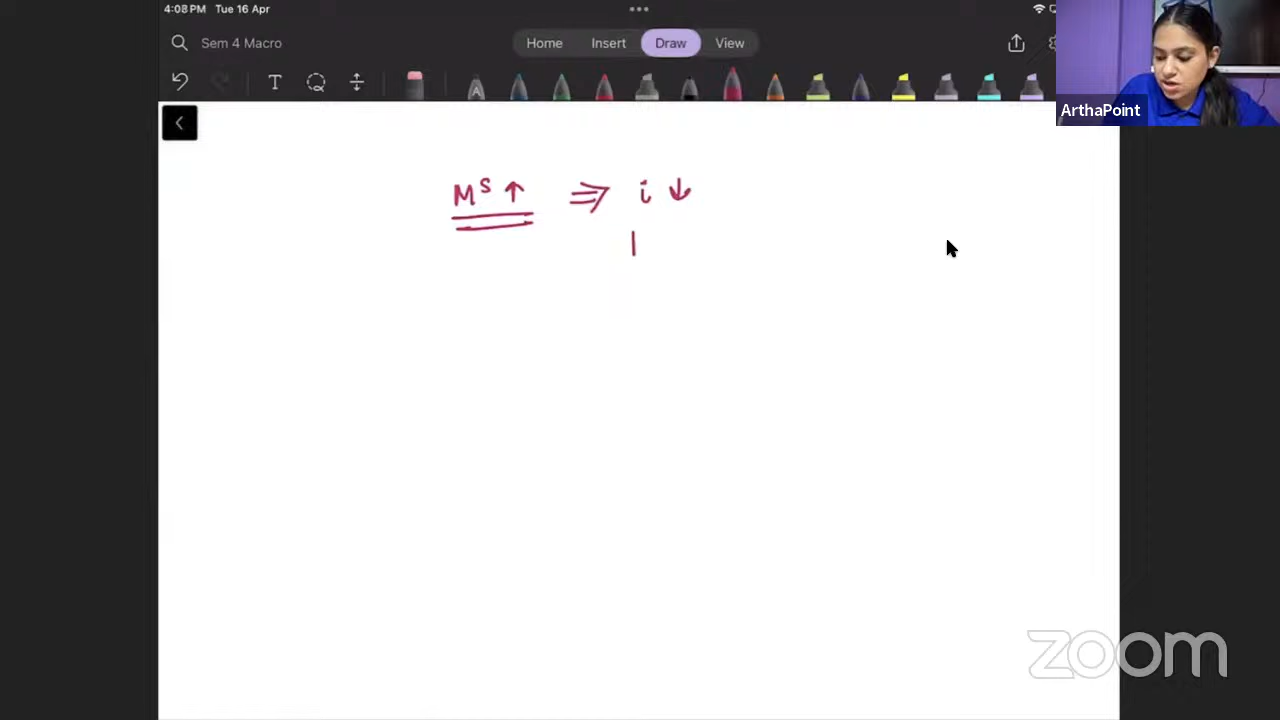 4:08 PM Tue 16 Apr
Sem 4 Macro
Home Insert Draw View
T
A
ArthaPoint
Mˢ ↑ ⇒ i ↓
|
zoom